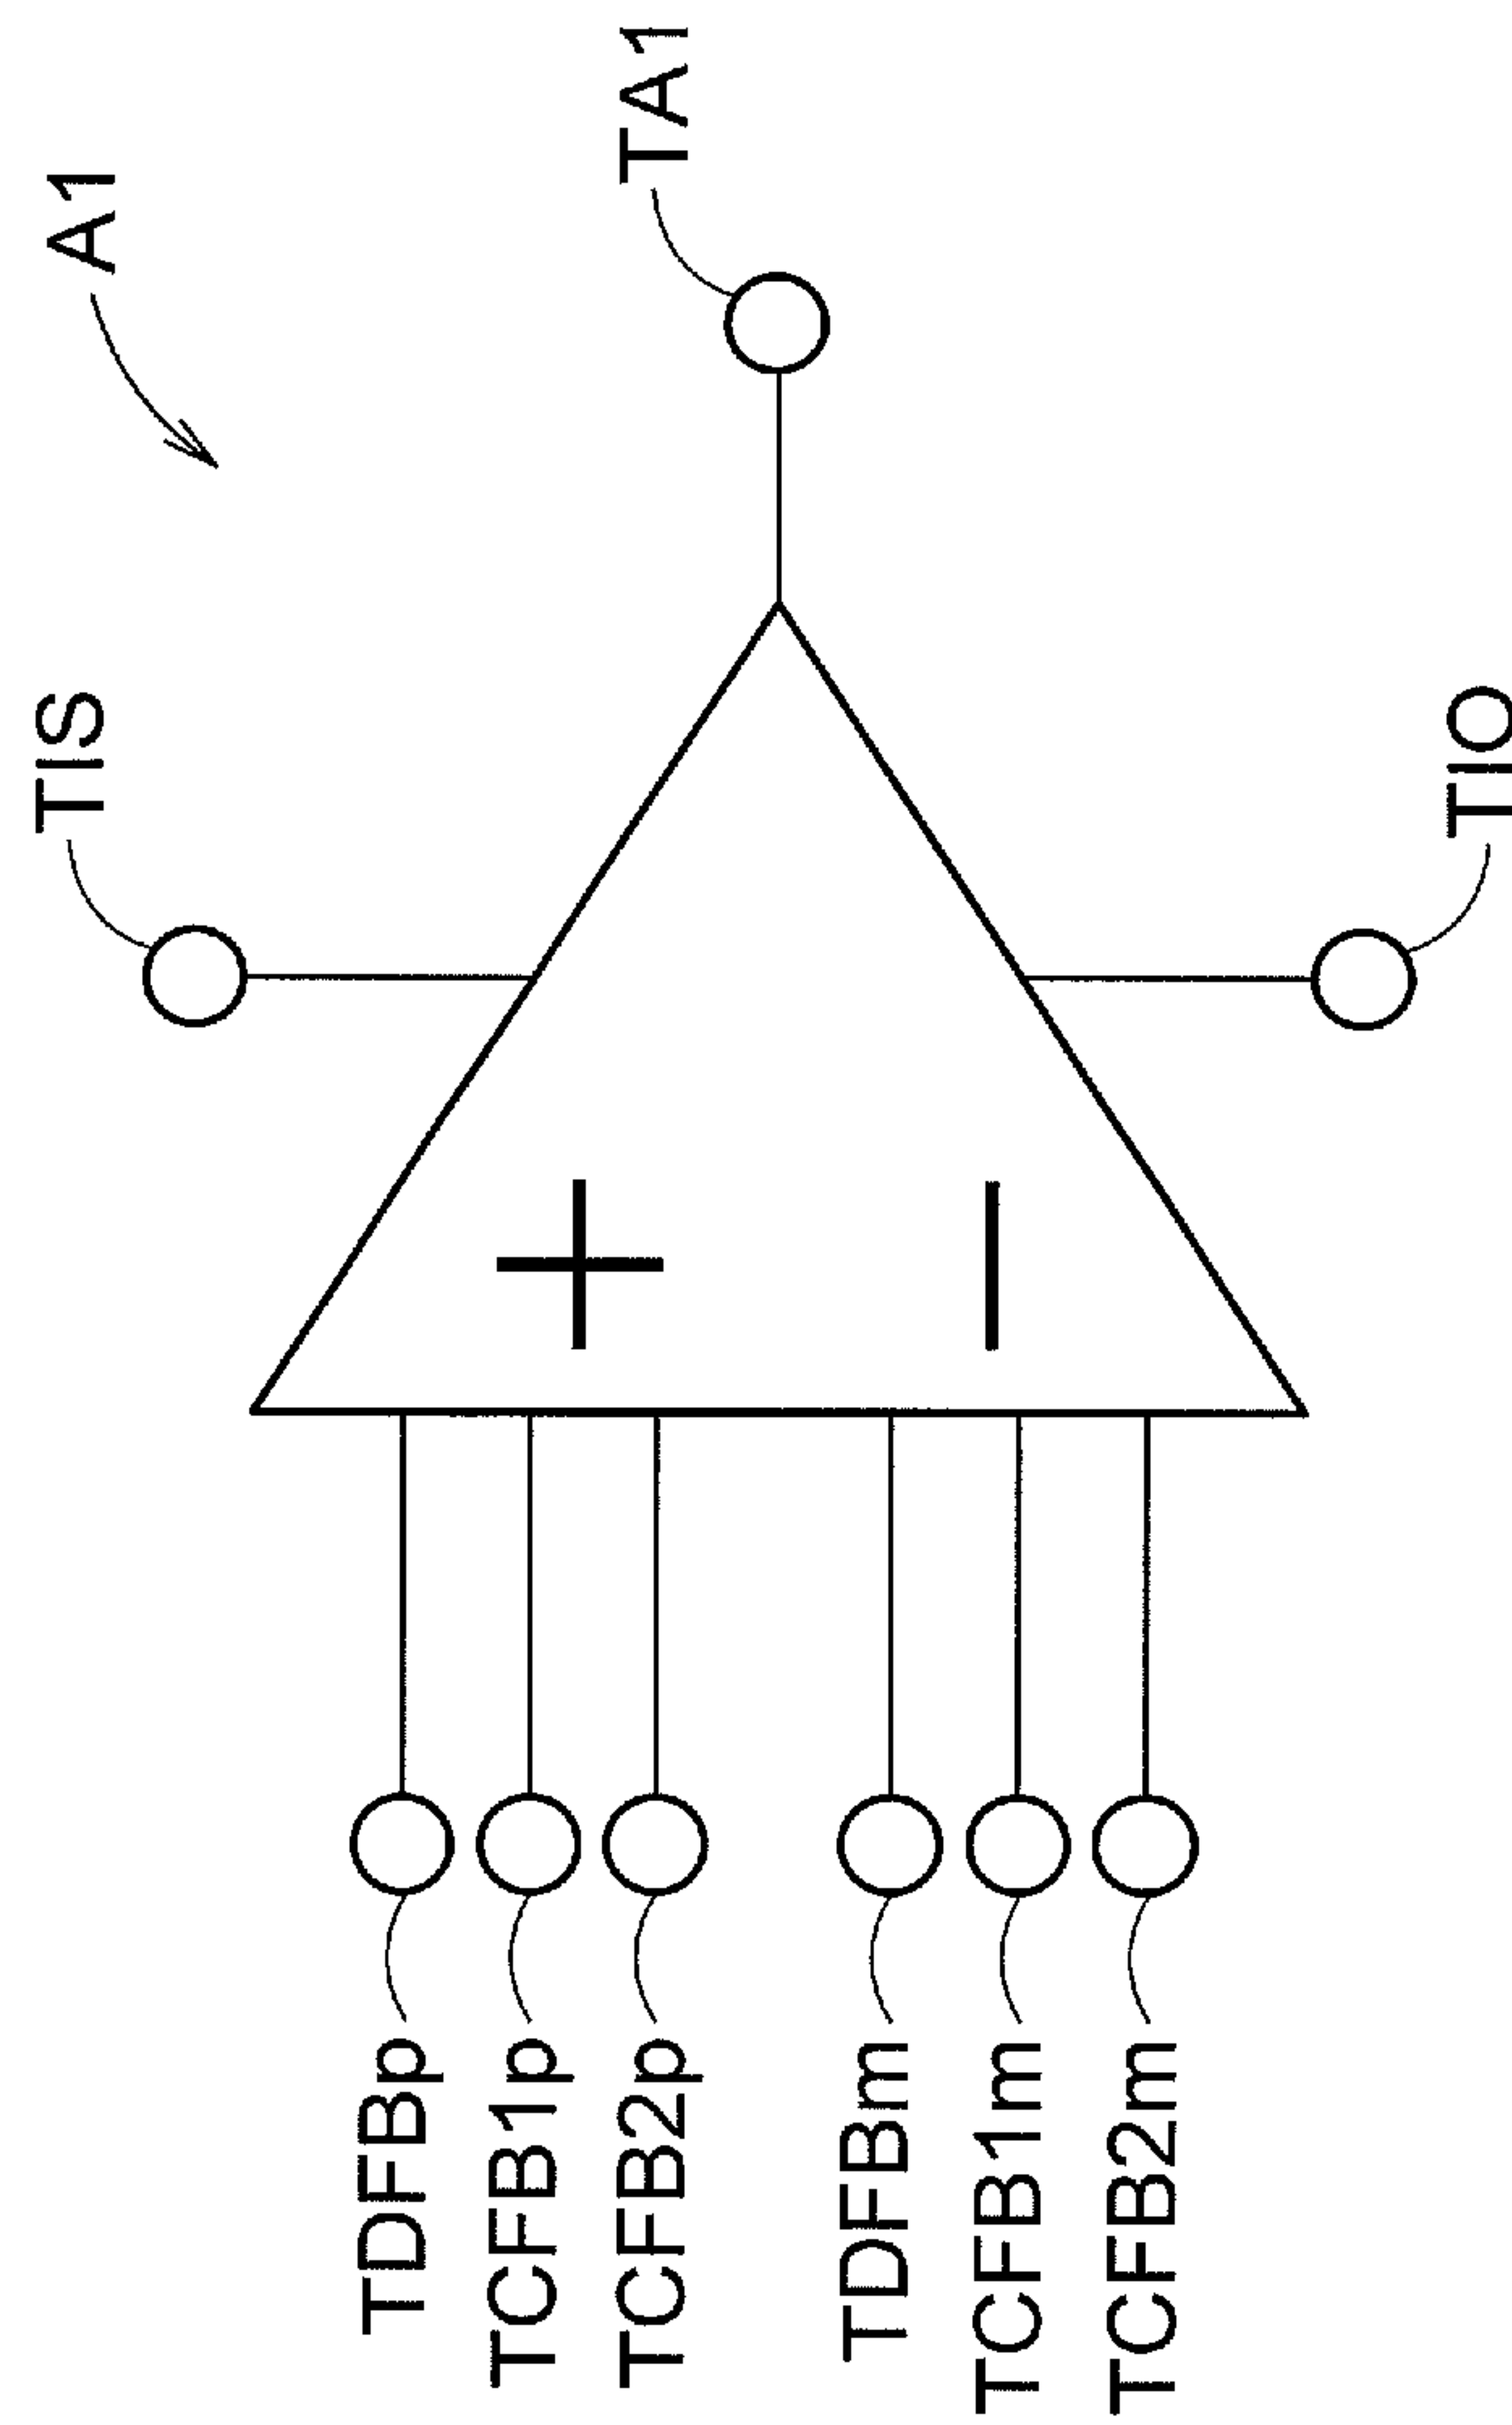 A1
TIS
TA1
TDFBp
TCFB1p
TCFB2p
+
TDFBm
TCFB1m
TCFB2m
−
TIO